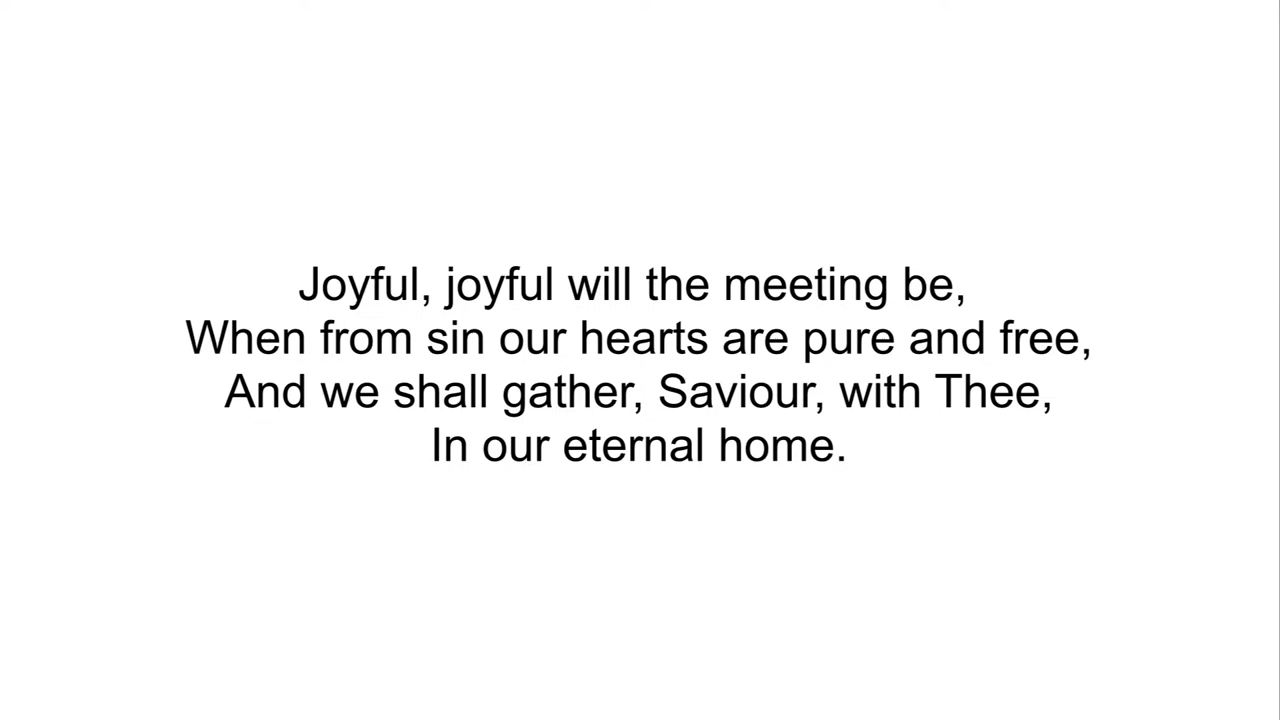 Joyful, joyful will the meeting be,
When from sin our hearts are pure and free,
And we shall gather, Saviour, with Thee,
In our eternal home.